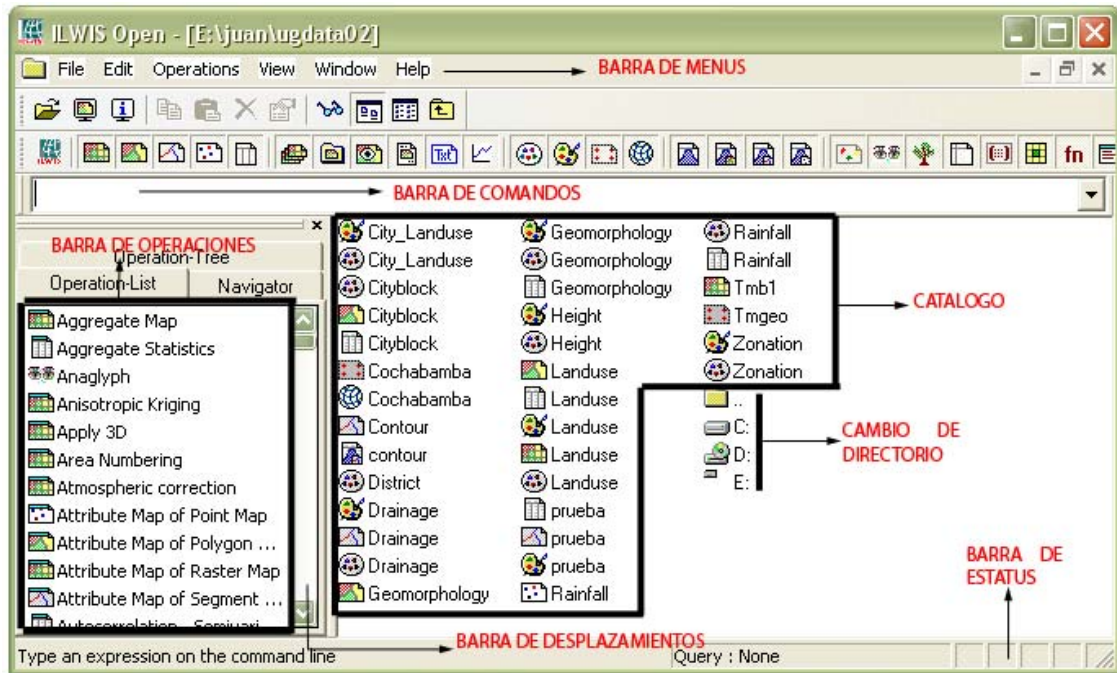 ILWIS Open - [E:\juan\ugdata02]
File Edit Operations View Window Help
BARRA DE MENUS
Txt
fn
ILWIS
BARRA DE COMANDOS
BARRA DE OPERACIONES
Operation-Tree
Operation-List Navigator
Aggregate Map
Aggregate Statistics
Anaglyph
Anisotropic Kriging
Apply 3D
Area Numbering
Atmospheric correction
Attribute Map of Point Map
Attribute Map of Polygon ...
Attribute Map of Raster Map
Attribute Map of Segment ...
Autocorrelation - Semivari
City_Landuse
City_Landuse
Cityblock
Cityblock
Cityblock
Cochabamba
Cochabamba
Contour
contour
District
Drainage
Drainage
Drainage
Geomorphology
Geomorphology
Geomorphology
Geomorphology
Height
Height
Landuse
Landuse
Landuse
Landuse
Landuse
prueba
prueba
prueba
Rainfall
Rainfall
Rainfall
Tmb1
Tmgeo
Zonation
Zonation
..
C:
D:
E:
CATALOGO
CAMBIO DE
DIRECTORIO
BARRA DE
ESTATUS
BARRA DE DESPLAZAMIENTOS
Type an expression on the command line
Query : None